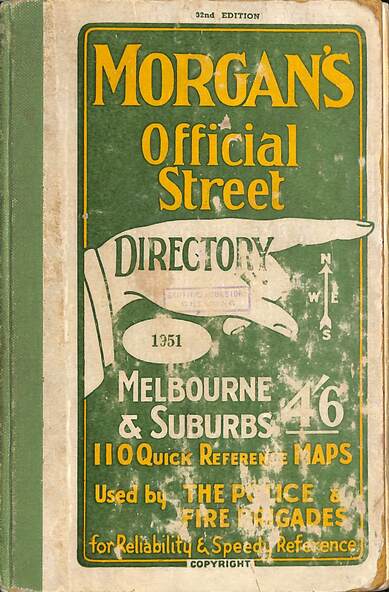 32nd EDITION
MORGAN'S
Official
Street
DIRECTORY
N
W E
S
1951
MELBOURNE
& SUBURBS 4/6
110 QUICK REFERENCE MAPS
Used by THE POLICE &
FIRE BRIGADES
for Reliability & Speedy Reference
COPYRIGHT